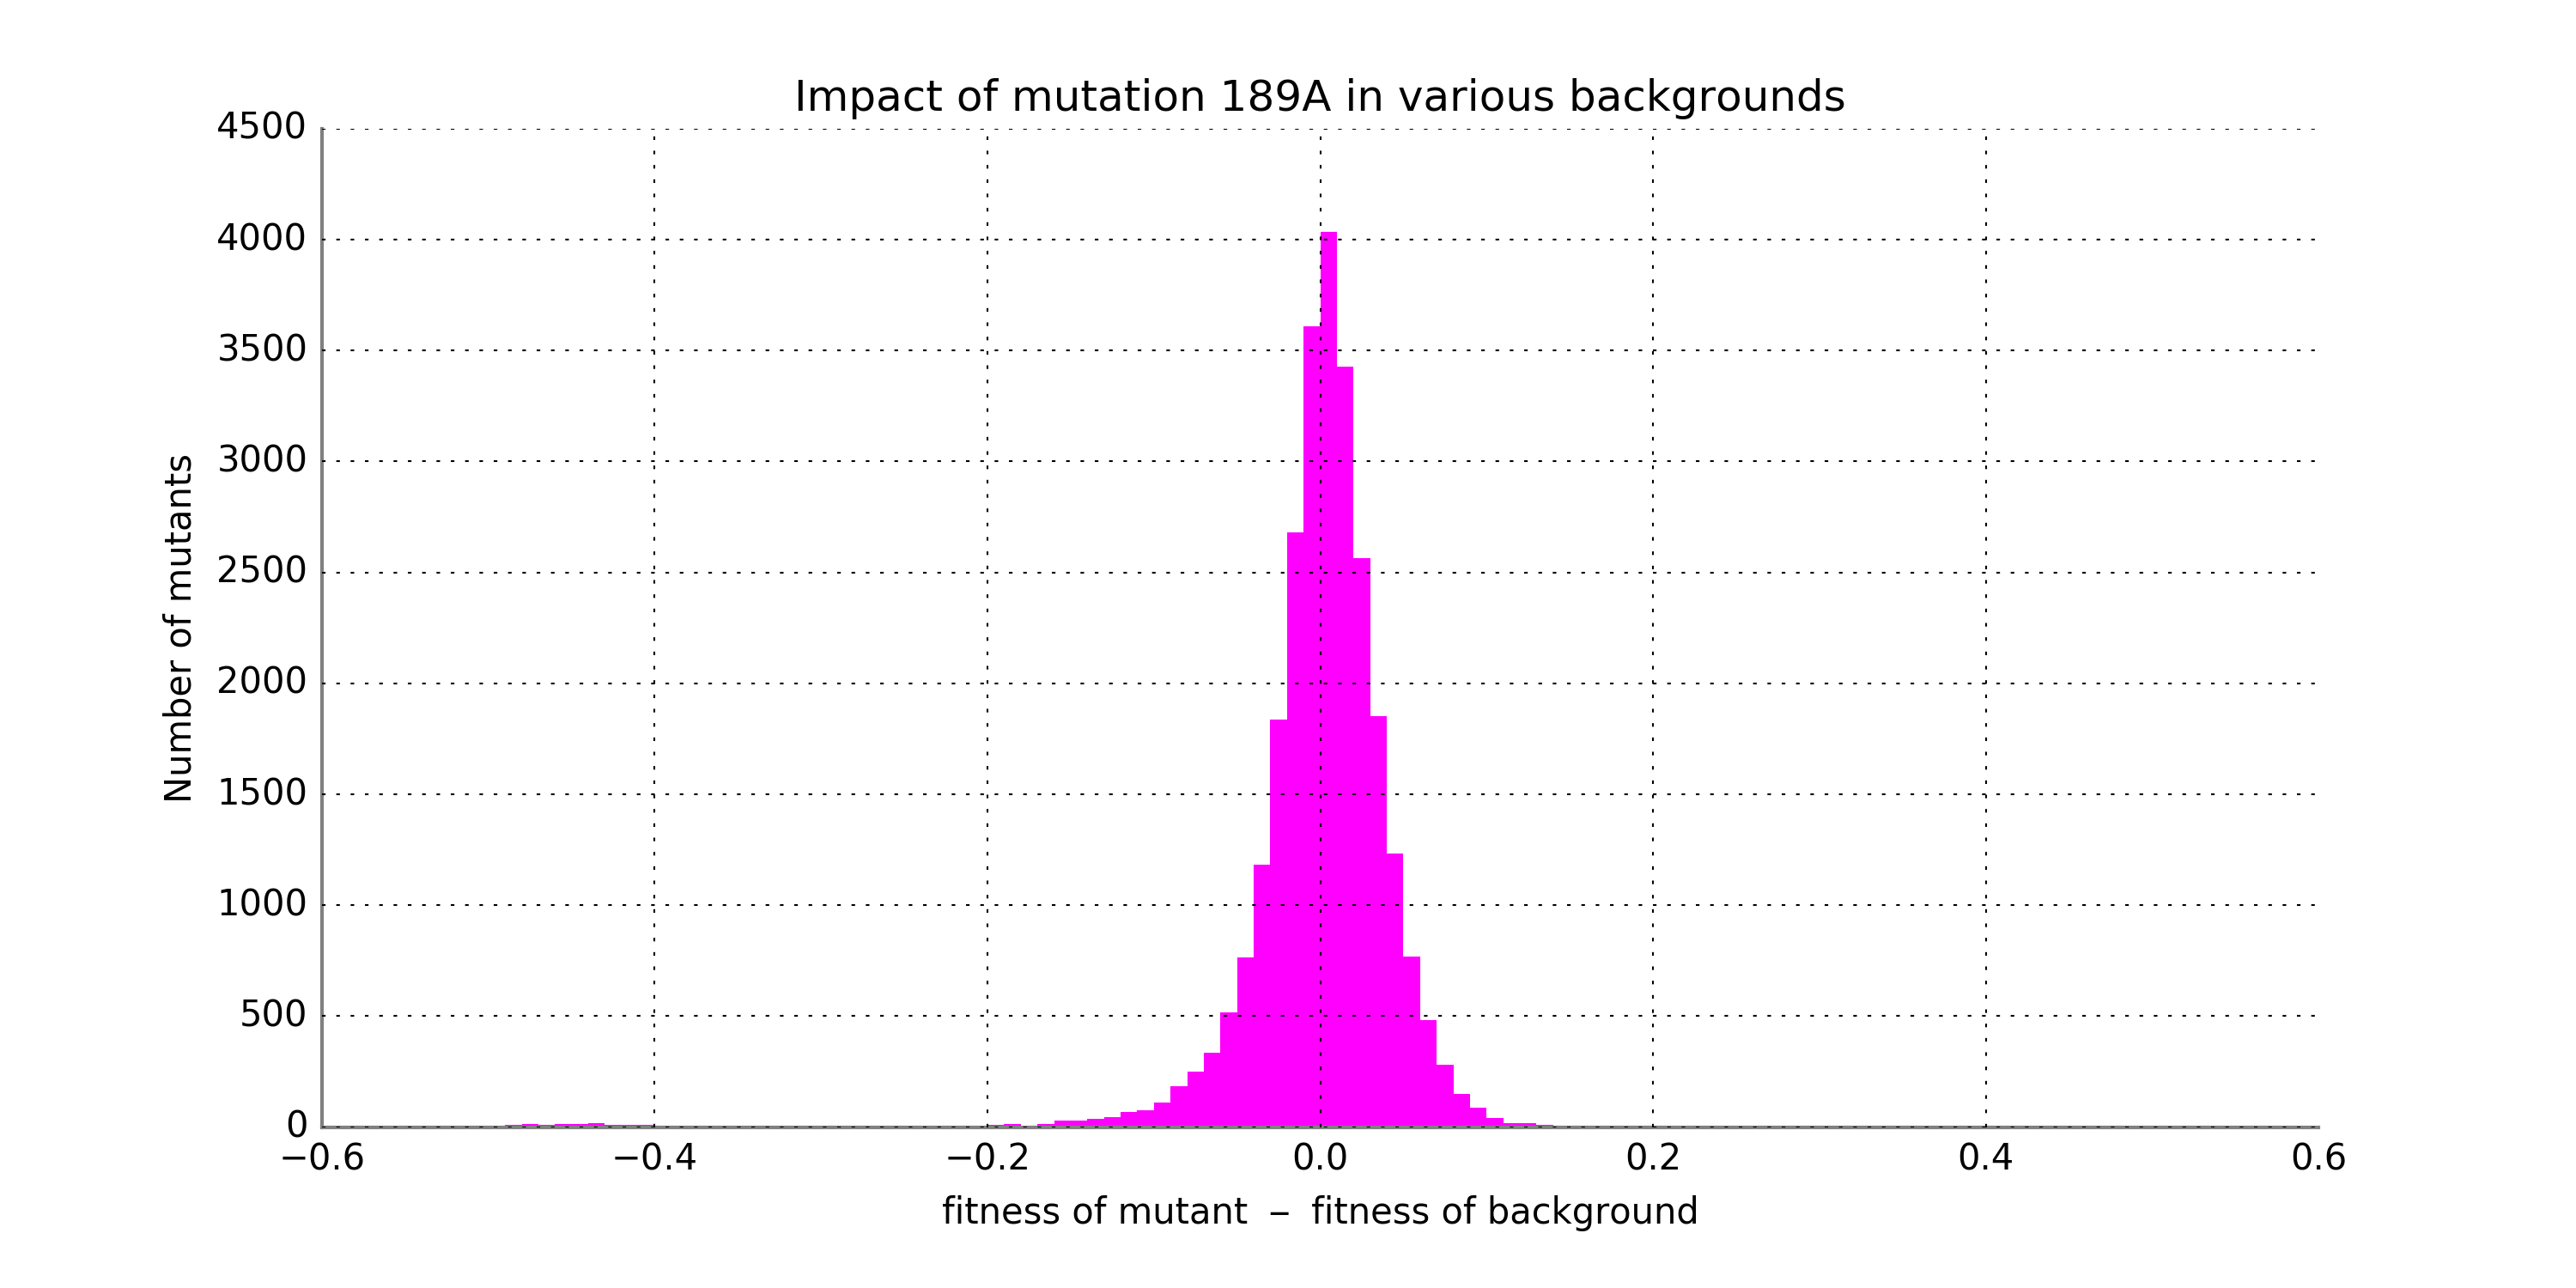 Impact of mutation 189A in various backgrounds
4500
4000
3500
3000
2500
2000
1500
1000
500
0
Number of mutants
−0.6 −0.4 −0.2 0.0 0.2 0.4 0.6
fitness of mutant − fitness of background